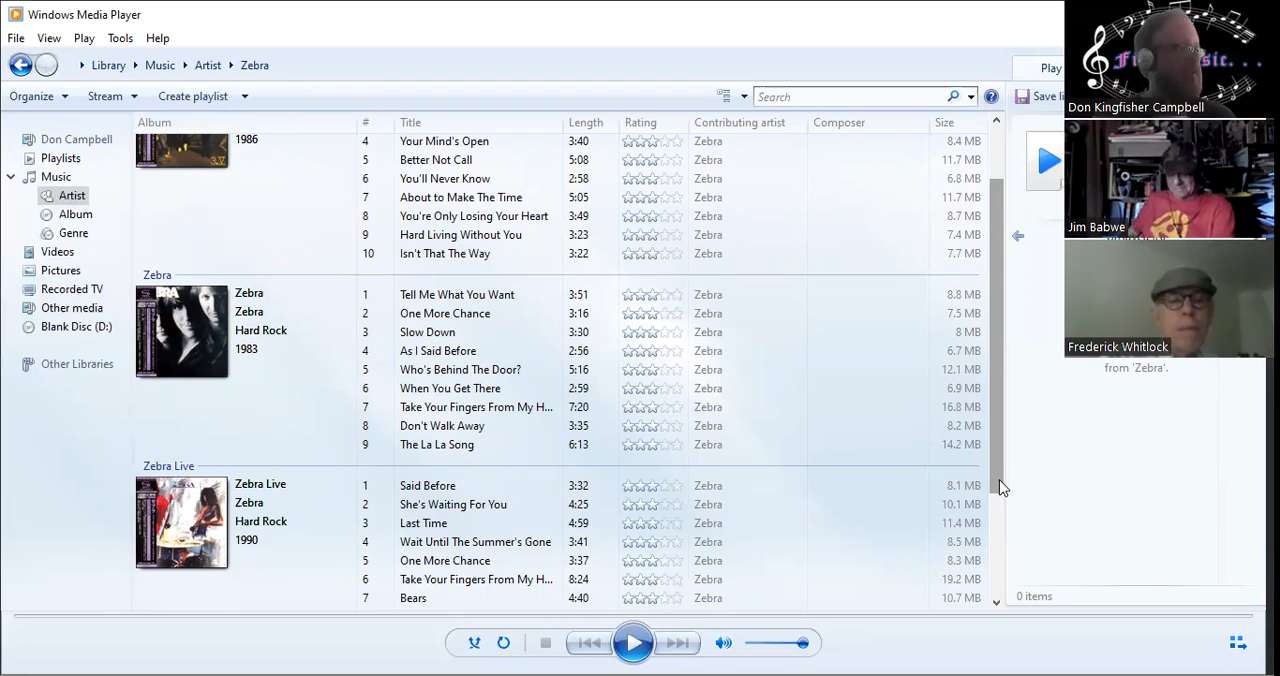 Windows Media Player
File View Play Tools Help
Library Music Artist Zebra
Play
Organize Stream Create playlist Search
Save li
Album # Title Length Rating Contributing artist Composer Size
Don Campbell
Playlists
Music
Artist
Album
Genre
Videos
Pictures
Recorded TV
Other media
Blank Disc (D:)
Other Libraries
1986
3.V
4 Your Mind's Open 3:40 Zebra 8.4 MB
5 Better Not Call 5:08 Zebra 11.7 MB
6 You'll Never Know 2:58 Zebra 6.8 MB
7 About to Make The Time 5:05 Zebra 11.7 MB
8 You're Only Losing Your Heart 3:49 Zebra 8.7 MB
9 Hard Living Without You 3:23 Zebra 7.4 MB
10 Isn't That The Way 3:22 Zebra 7.7 MB
Zebra
Zebra
Zebra
Hard Rock
1983
1 Tell Me What You Want 3:51 Zebra 8.8 MB
2 One More Chance 3:16 Zebra 7.5 MB
3 Slow Down 3:30 Zebra 8 MB
4 As I Said Before 2:56 Zebra 6.7 MB
5 Who's Behind The Door? 5:16 Zebra 12.1 MB
6 When You Get There 2:59 Zebra 6.9 MB
7 Take Your Fingers From My H... 7:20 Zebra 16.8 MB
8 Don't Walk Away 3:35 Zebra 8.2 MB
9 The La La Song 6:13 Zebra 14.2 MB
Zebra Live
Zebra Live
Zebra
Hard Rock
1990
1 Said Before 3:32 Zebra 8.1 MB
2 She's Waiting For You 4:25 Zebra 10.1 MB
3 Last Time 4:59 Zebra 11.4 MB
4 Wait Until The Summer's Gone 3:41 Zebra 8.5 MB
5 One More Chance 3:37 Zebra 8.3 MB
6 Take Your Fingers From My H... 8:24 Zebra 19.2 MB
7 Bears 4:40 Zebra 10.7 MB
Don Kingfisher Campbell
Jim Babwe
Frederick Whitlock
from 'Zebra'.
0 items